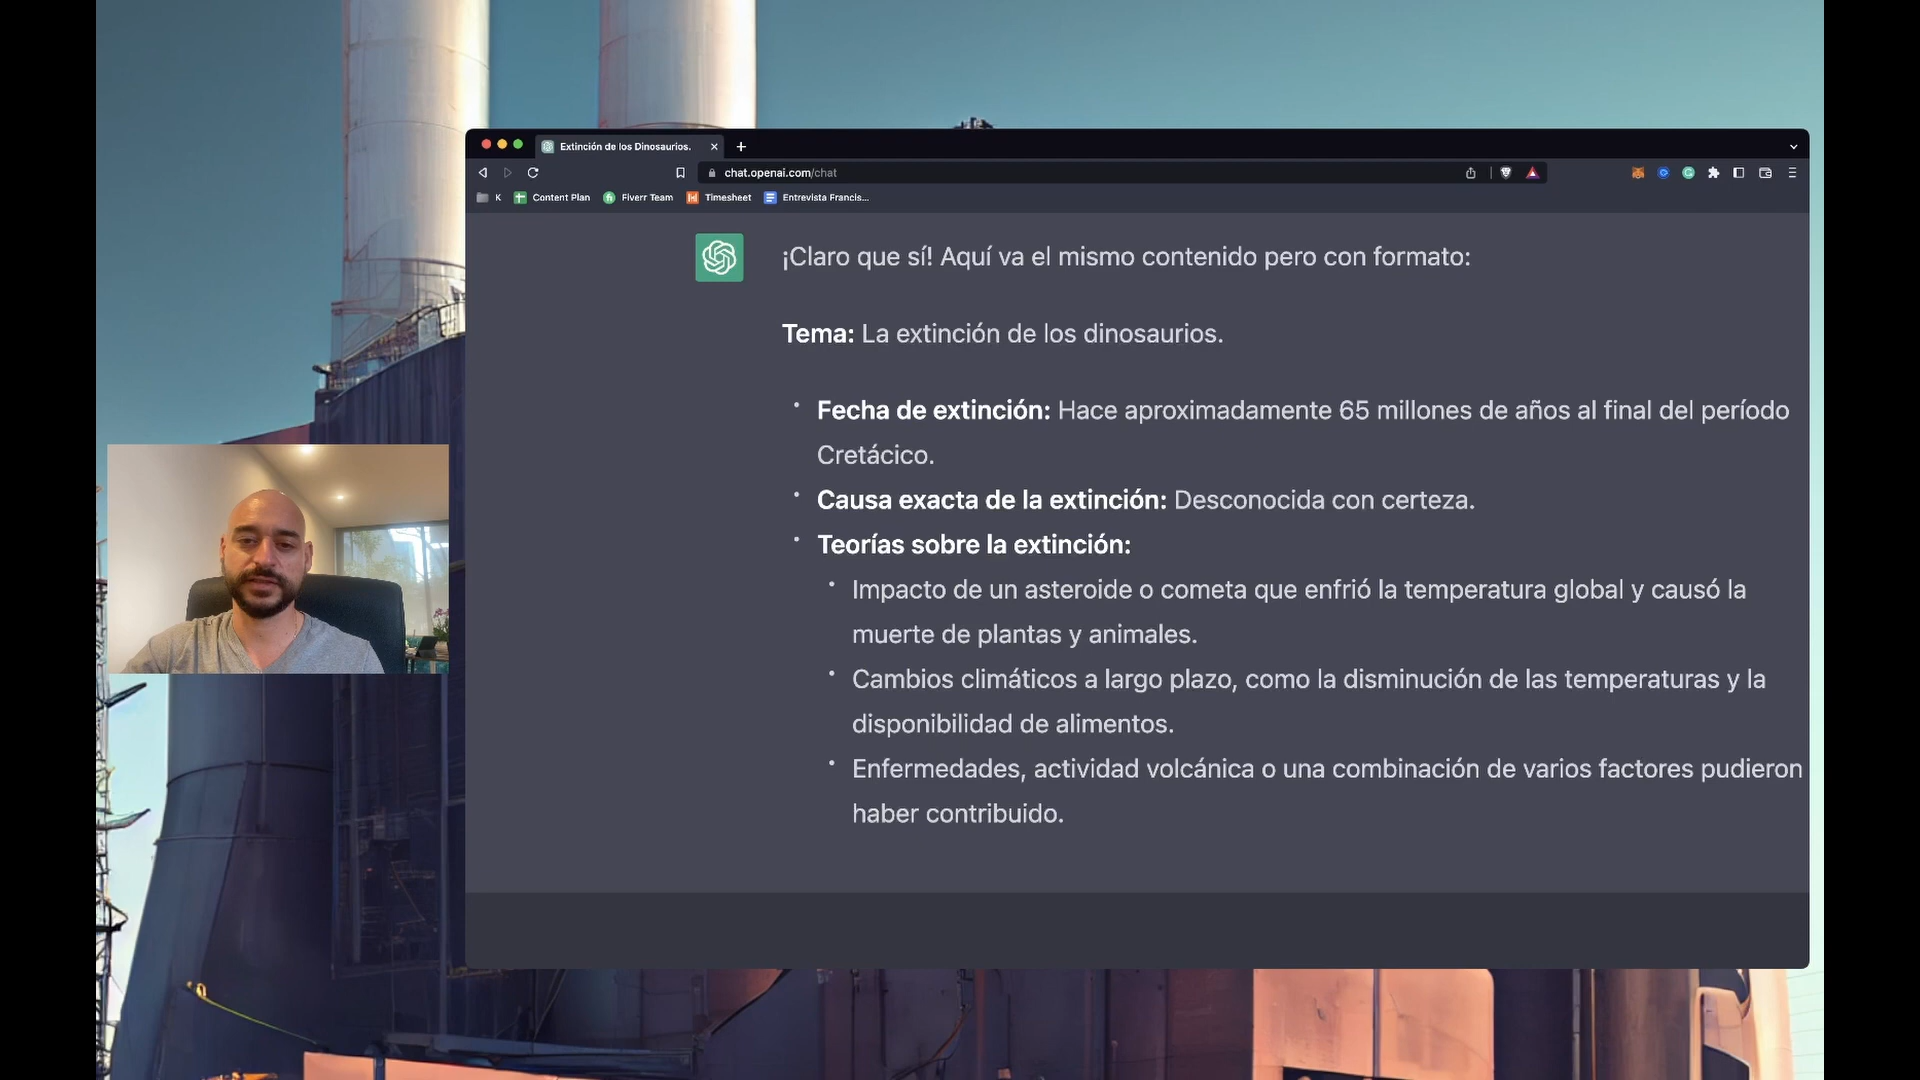 Extinción de los Dinosaurios.
chat.openai.com/chat
K Content Plan Fiverr Team Timesheet Entrevista Francis...
¡Claro que sí! Aquí va el mismo contenido pero con formato:
Tema: La extinción de los dinosaurios.
Fecha de extinción: Hace aproximadamente 65 millones de años al final del período
Cretácico.
Causa exacta de la extinción: Desconocida con certeza.
Teorías sobre la extinción:
Impacto de un asteroide o cometa que enfrió la temperatura global y causó la
muerte de plantas y animales.
Cambios climáticos a largo plazo, como la disminución de las temperaturas y la
disponibilidad de alimentos.
Enfermedades, actividad volcánica o una combinación de varios factores pudieron
haber contribuido.